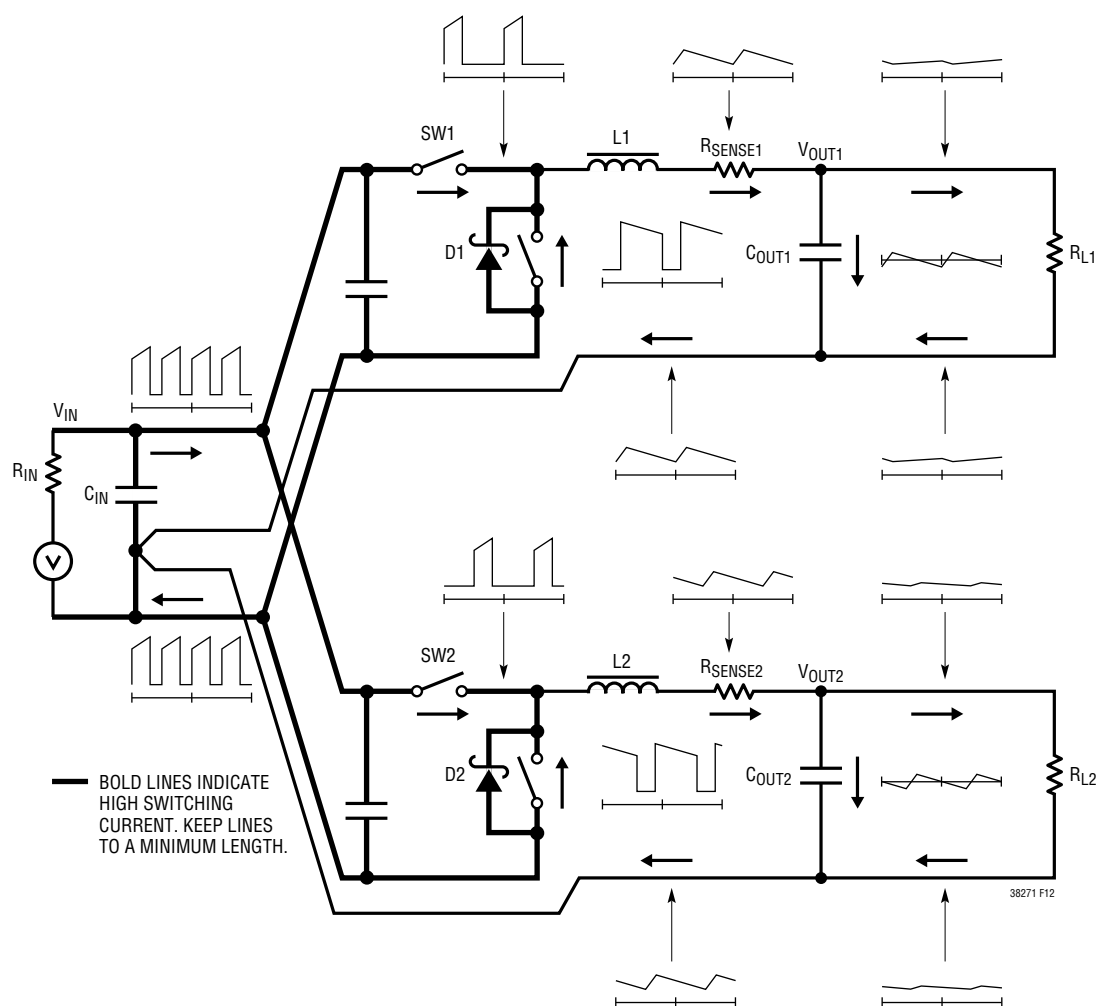 SW1
L1
RSENSE1
VOUT1
D1
COUT1
RL1
VIN
RIN
CIN
V
SW2
L2
RSENSE2
VOUT2
D2
COUT2
RL2
BOLD LINES INDICATE
HIGH SWITCHING
CURRENT. KEEP LINES
TO A MINIMUM LENGTH.
38271 F12